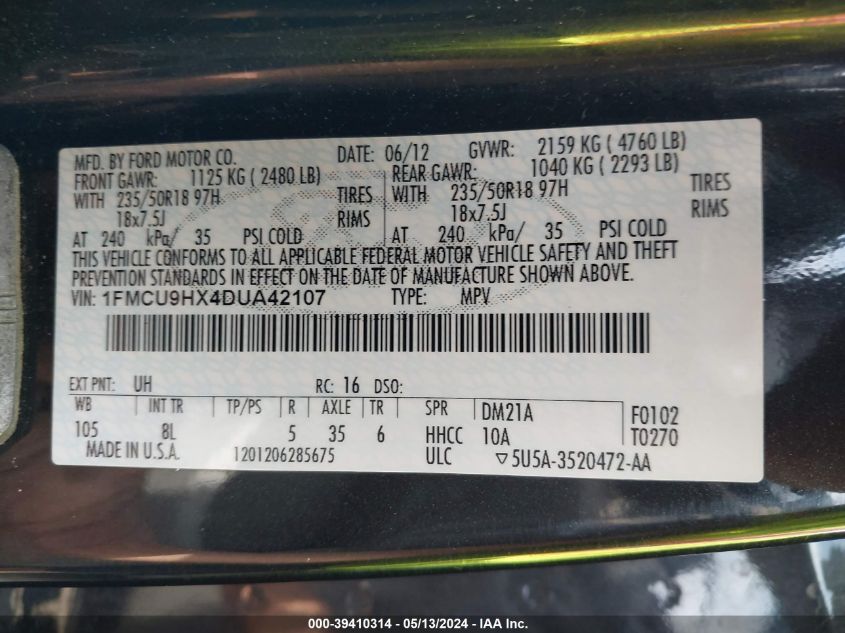 MFD. BY FORD MOTOR CO. DATE: 06/12 GVWR: 2159 KG ( 4760 LB)
FRONT GAWR: 1125 KG ( 2480 LB) REAR GAWR: 1040 KG ( 2293 LB)
WITH 235/50R18 97H TIRES WITH 235/50R18 97H TIRES
18x7.5J RIMS 18x7.5J RIMS
AT 240 kPa/ 35 PSI COLD AT 240 kPa/ 35 PSI COLD
THIS VEHICLE CONFORMS TO ALL APPLICABLE FEDERAL MOTOR VEHICLE SAFETY AND THEFT
PREVENTION STANDARDS IN EFFECT ON THE DATE OF MANUFACTURE SHOWN ABOVE.
VIN: 1FMCU9HX4DUA42107 TYPE: MPV
EXT PNT: UH RC: 16 DSO:
WB INT TR TP/PS R AXLE TR SPR DM21A F0102
105 8L 5 35 6 HHCC 10A T0270
MADE IN U.S.A. 1201206285675 ULC ▽5U5A-3520472-AA
000-39410314 - 05/13/2024 - IAA Inc.